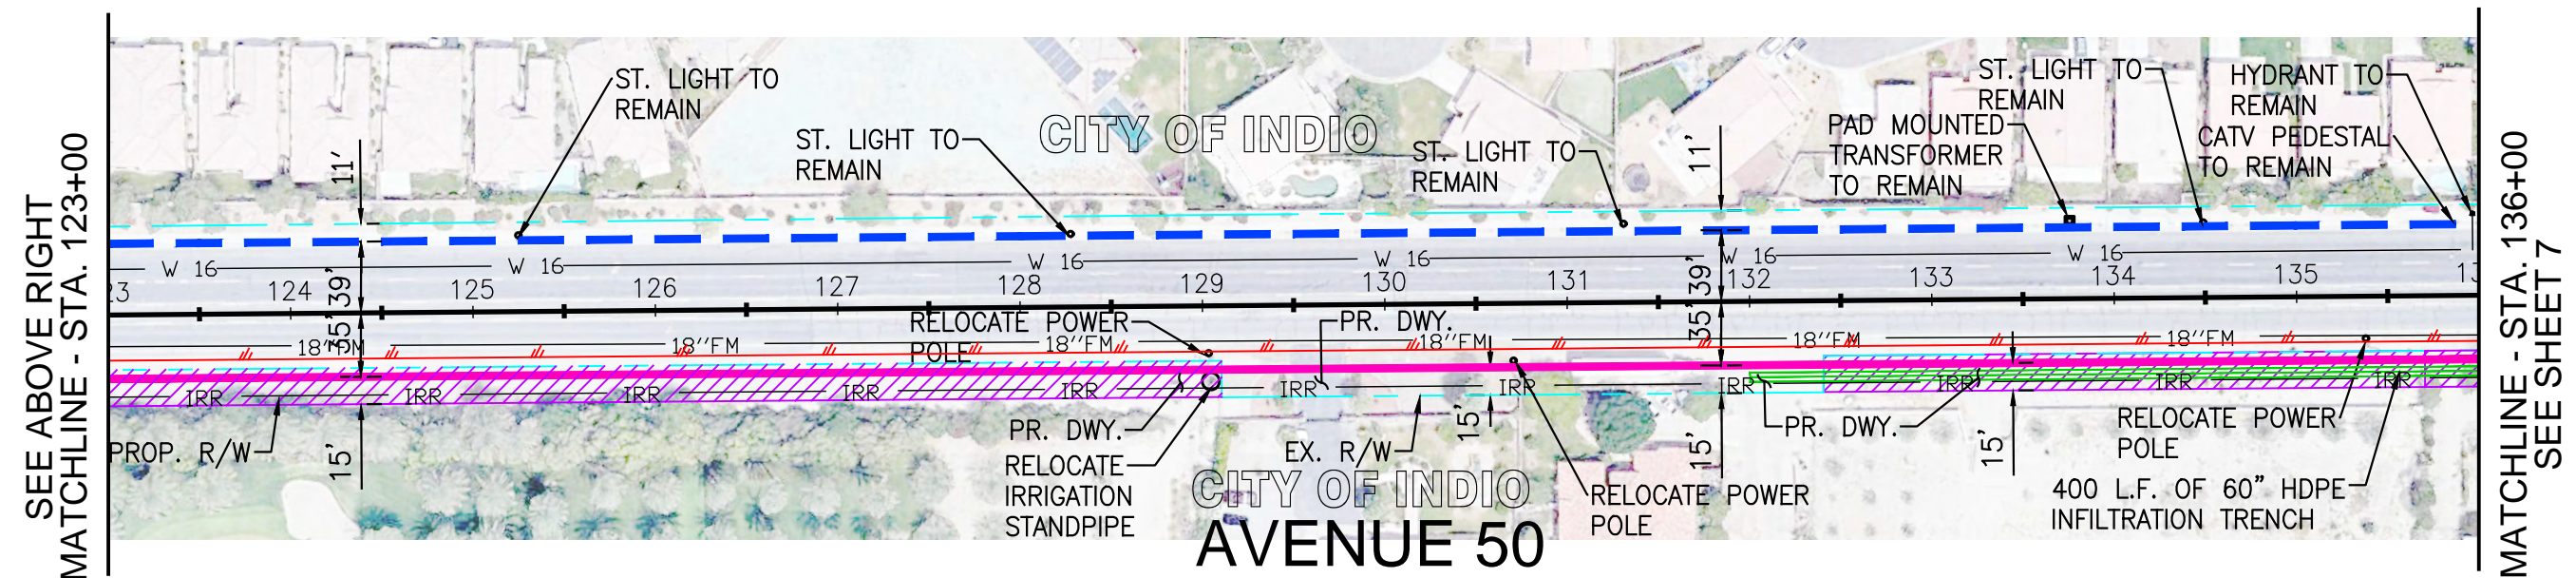 SEE ABOVE RIGHT
MATCHLINE - STA. 123+00
ST. LIGHT TO
REMAIN
ST. LIGHT TO
REMAIN
CITY OF INDIO
ST. LIGHT TO
REMAIN
PAD MOUNTED
TRANSFORMER
TO REMAIN
ST. LIGHT TO
REMAIN
HYDRANT TO
REMAIN
CATV PEDESTAL
TO REMAIN
11'
11'
W 16
W 16
W 16
W 16
W 16
W 16
23
124
125
126
127
128
129
130
131
132
133
134
135
13
39'
39'
35'
35'
RELOCATE POWER
POLE
PR. DWY.
18"FM
18"FM
18"FM
18"FM
18"FM
18"FM
IRR
IRR
IRR
IRR
IRR
IRR
IRR
IRR
IRR
IRR
IRR
PROP. R/W
15'
PR. DWY.
RELOCATE
IRRIGATION
STANDPIPE
EX. R/W
15'
CITY OF INDIO
RELOCATE POWER
POLE
15'
PR. DWY.
15'
RELOCATE POWER
POLE
400 L.F. OF 60" HDPE
INFILTRATION TRENCH
AVENUE 50
MATCHLINE - STA. 136+00
SEE SHEET 7